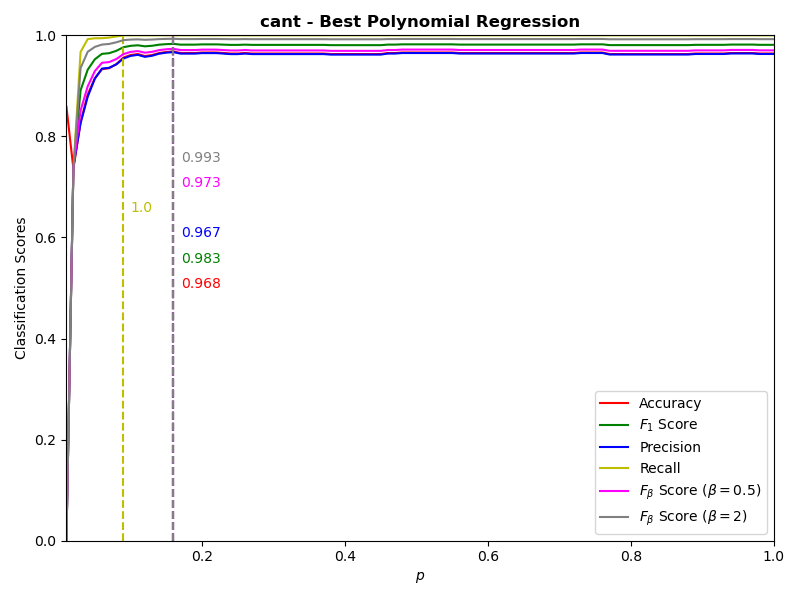 cant - Best Polynomial Regression
1.0
0.8
0.6
0.4
0.2
0.0
Classification Scores
0.993
0.973
1.0
0.967
0.983
0.968
Accuracy
F₁ Score
Precision
Recall
Fᵦ Score (β = 0.5)
Fᵦ Score (β = 2)
0.2 0.4 0.6 0.8 1.0
p